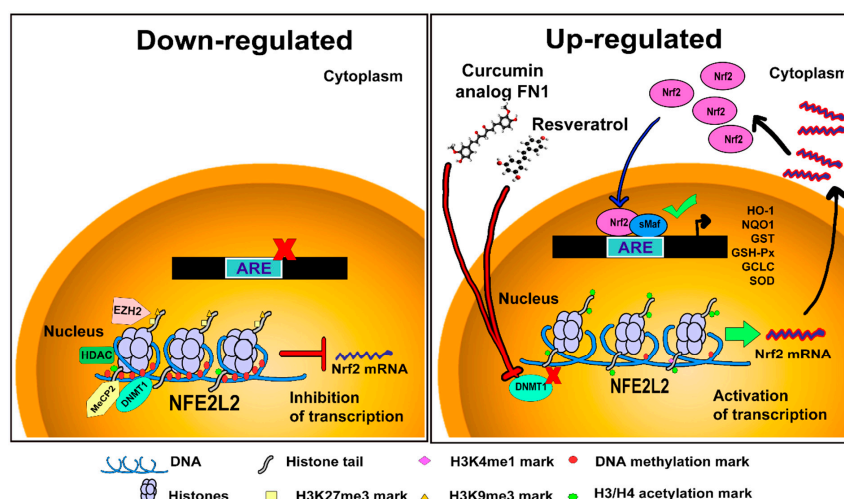 Down-regulated
Cytoplasm
ARE
X
EZH2
Nucleus
HDAC
MeCP2
DNMT1
NFE2L2
Nrf2 mRNA
Inhibition
of transcription
Up-regulated
Curcumin
analog FN1
Resveratrol
Cytoplasm
Nrf2
Nrf2
Nrf2
Nrf2
Nrf2
sMaf
ARE
HO-1
NQO1
GST
GSH-Px
GCLC
SOD
Nucleus
DNMT1
X
NFE2L2
Nrf2 mRNA
Activation
of transcription
DNA
Histone tail
H3K4me1 mark
DNA methylation mark
Histones
H3K27me3 mark
H3K9me3 mark
H3/H4 acetylation mark